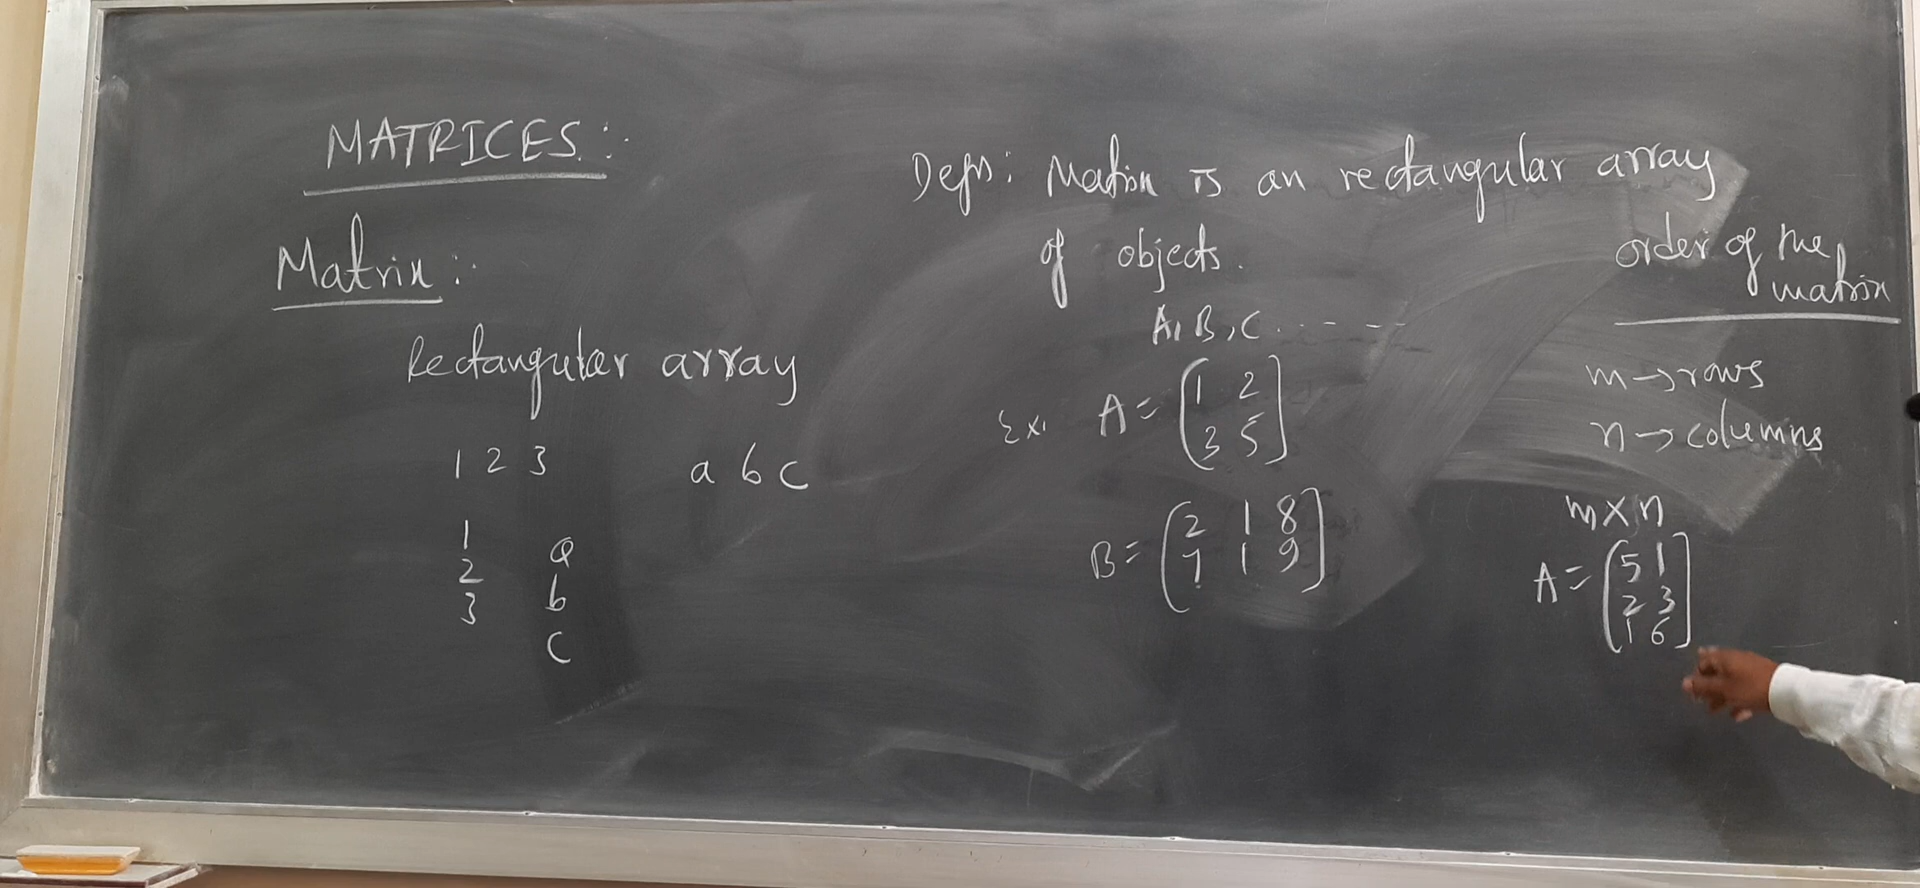 MATRICES:
Matrix:
Rectangular array
1 2 3 a b c
1
2
3
a
b
c
Defn: Matrix is an rectangular array
of objects.
A, B, C. - - -
Ex. A = [1 2
3 5]
B = [2 1 8
7 1 9]
order of the
matrix
m → rows
n → columns
m × n
A = [5 1
2 3
1 6]